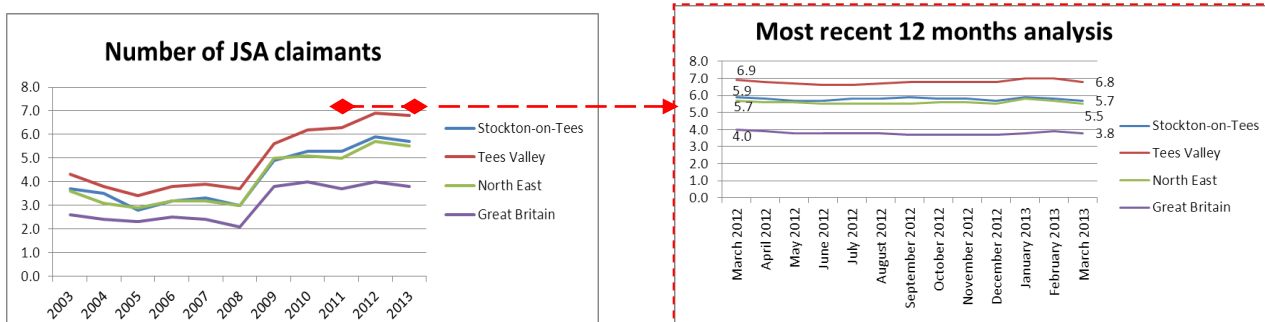 Number of JSA claimants
8.0
7.0
6.0
5.0
4.0
3.0
2.0
1.0
0.0
2003
2004
2005
2006
2007
2008
2009
2010
2011
2012
2013
Stockton-on-Tees
Tees Valley
North East
Great Britain
Most recent 12 months analysis
8.0
7.0
6.0
5.0
4.0
3.0
2.0
1.0
0.0
6.9
5.9
5.7
4.0
6.8
5.7
5.5
3.8
March 2012
April 2012
May 2012
June 2012
July 2012
August 2012
September 2012
October 2012
November 2012
December 2012
January 2013
February 2013
March 2013
Stockton-on-Tees
Tees Valley
North East
Great Britain